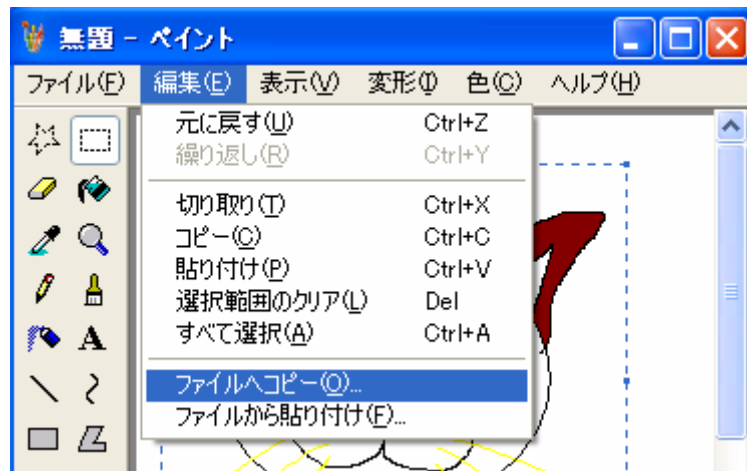 無題 - ペイント
ファイル(F) 編集(E) 表示(V) 変形(I) 色(C) ヘルプ(H)
元に戻す(U) Ctrl+Z
繰り返し(R) Ctrl+Y
切り取り(T) Ctrl+X
コピー(C) Ctrl+C
貼り付け(P) Ctrl+V
選択範囲のクリア(L) Del
すべて選択(A) Ctrl+A
ファイルへコピー(O)...
ファイルから貼り付け(F)...
A